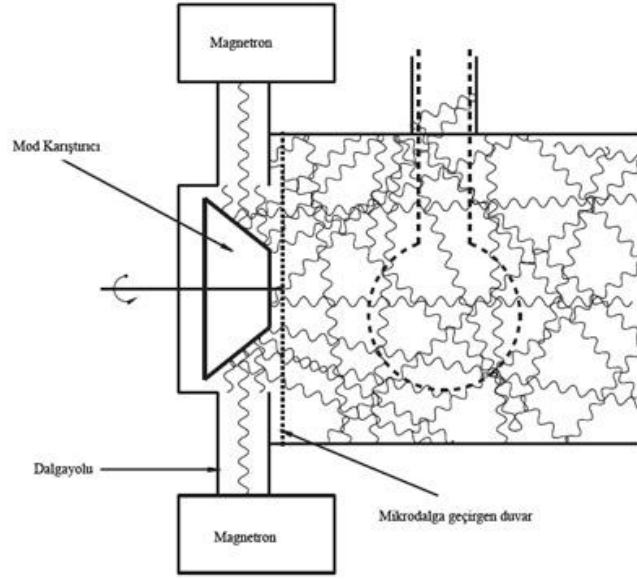 Magnetron
Mod Karıştırıcı
Dalgayolu
Mikrodalga geçirgen duvar
Magnetron